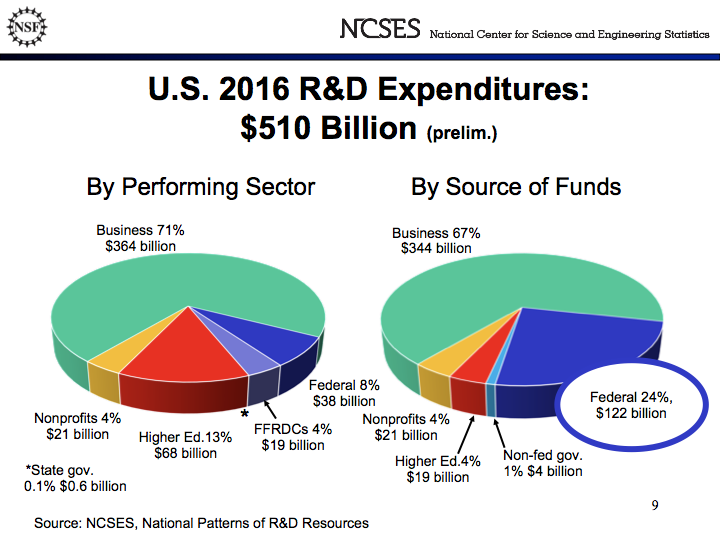 NSF
NCSES National Center for Science and Engineering Statistics
U.S. 2016 R&D Expenditures:
$510 Billion (prelim.)
By Performing Sector
By Source of Funds
Business 71%
$364 billion
Business 67%
$344 billion
Federal 8%
$38 billion
Federal 24%,
$122 billion
Nonprofits 4%
$21 billion
Higher Ed.13%
$68 billion
*
FFRDCs 4%
$19 billion
Nonprofits 4%
$21 billion
Higher Ed.4%
$19 billion
Non-fed gov.
1% $4 billion
*State gov.
0.1% $0.6 billion
9
Source: NCSES, National Patterns of R&D Resources